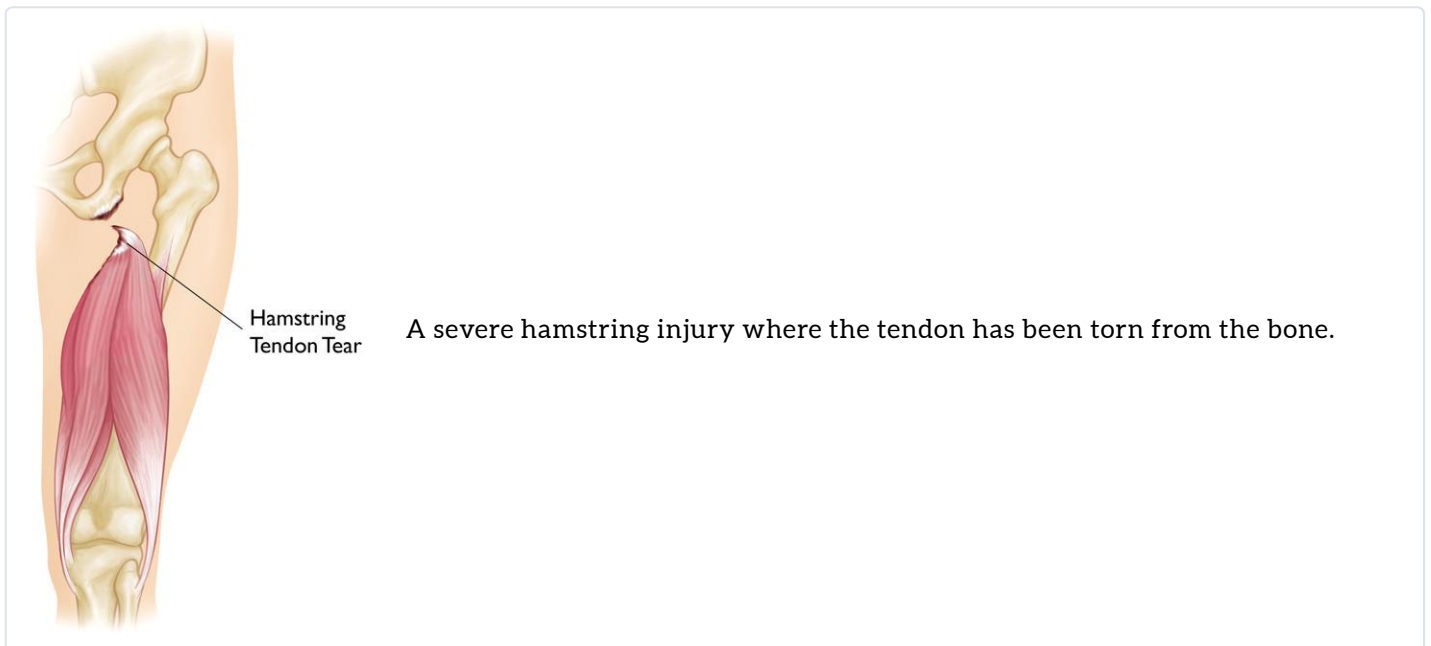 Hamstring
Tendon Tear
A severe hamstring injury where the tendon has been torn from the bone.